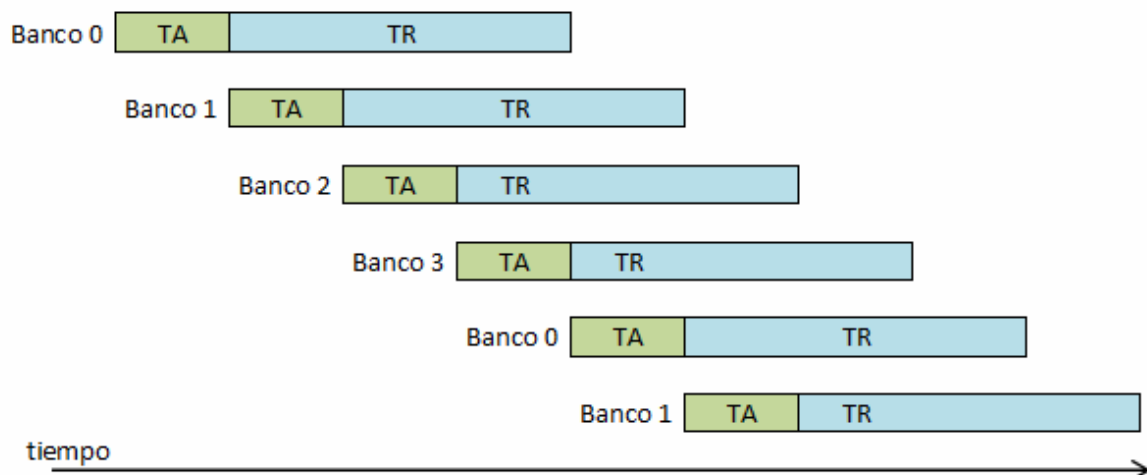 Banco 0 TA TR
Banco 1 TA TR
Banco 2 TA TR
Banco 3 TA TR
Banco 0 TA TR
Banco 1 TA TR
tiempo